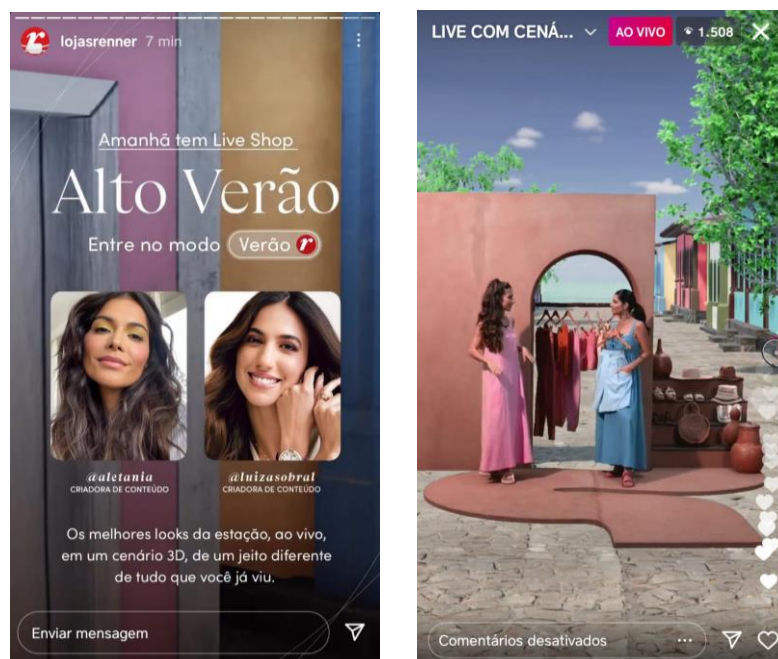 lojasrenner 7 min
Amanhã tem Live Shop
Alto Verão
Entre no modo Verão r
@aletania
CRIADORA DE CONTEÚDO
@luizasobral
CRIADORA DE CONTEÚDO
Os melhores looks da estação, ao vivo,
em um cenário 3D, de um jeito diferente
de tudo que você já viu.
Enviar mensagem
LIVE COM CENÁ... AO VIVO 1.508
Comentários desativados